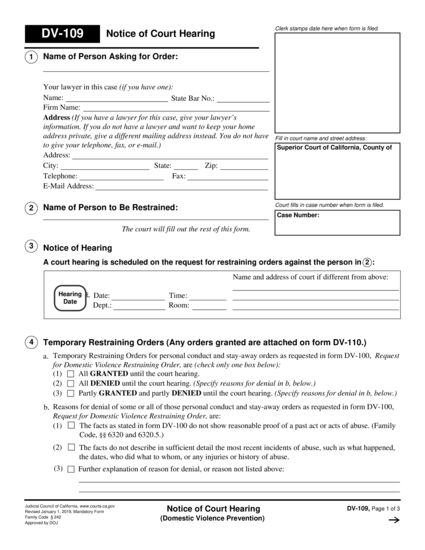 DV-109
Notice of Court Hearing
Clerk stamps date here when form is filed.
1
Name of Person Asking for Order:
Your lawyer in this case (if you have one):
Name: State Bar No.:
Firm Name:
Address (If you have a lawyer for this case, give your lawyer's
information. If you do not have a lawyer and want to keep your home
address private, give a different mailing address instead. You do not have
to give your telephone, fax, or e-mail.)
Address:
City: State: Zip:
Telephone: Fax:
E-Mail Address:
Fill in court name and street address:
Superior Court of California, County of
2
Name of Person to Be Restrained:
Court fills in case number when form is filed.
Case Number:
The court will fill out the rest of this form.
3
Notice of Hearing
A court hearing is scheduled on the request for restraining orders against the person in 2:
Name and address of court if different from above:
Hearing
Date
Date: Time:
Dept.: Room:
4
Temporary Restraining Orders (Any orders granted are attached on form DV-110.)
a. Temporary Restraining Orders for personal conduct and stay-away orders as requested in form DV-100, Request
for Domestic Violence Restraining Order, are (check only one box below):
(1) All GRANTED until the court hearing.
(2) All DENIED until the court hearing. (Specify reasons for denial in b, below.)
(3) Partly GRANTED and partly DENIED until the court hearing. (Specify reasons for denial in b, below.)
b. Reasons for denial of some or all of those personal conduct and stay-away orders as requested in form DV-100,
Request for Domestic Violence Restraining Order, are:
(1) The facts as stated in form DV-100 do not show reasonable proof of a past act or acts of abuse. (Family
Code, §§ 6320 and 6320.5.)
(2) The facts do not describe in sufficient detail the most recent incidents of abuse, such as what happened,
the dates, who did what to whom, or any injuries or history of abuse.
(3) Further explanation of reason for denial, or reason not listed above:
Judicial Council of California, www.courts.ca.gov
Revised January 1, 2019, Mandatory Form
Family Code § 242
Approved by DOJ
Notice of Court Hearing
(Domestic Violence Prevention)
DV-109, Page 1 of 3